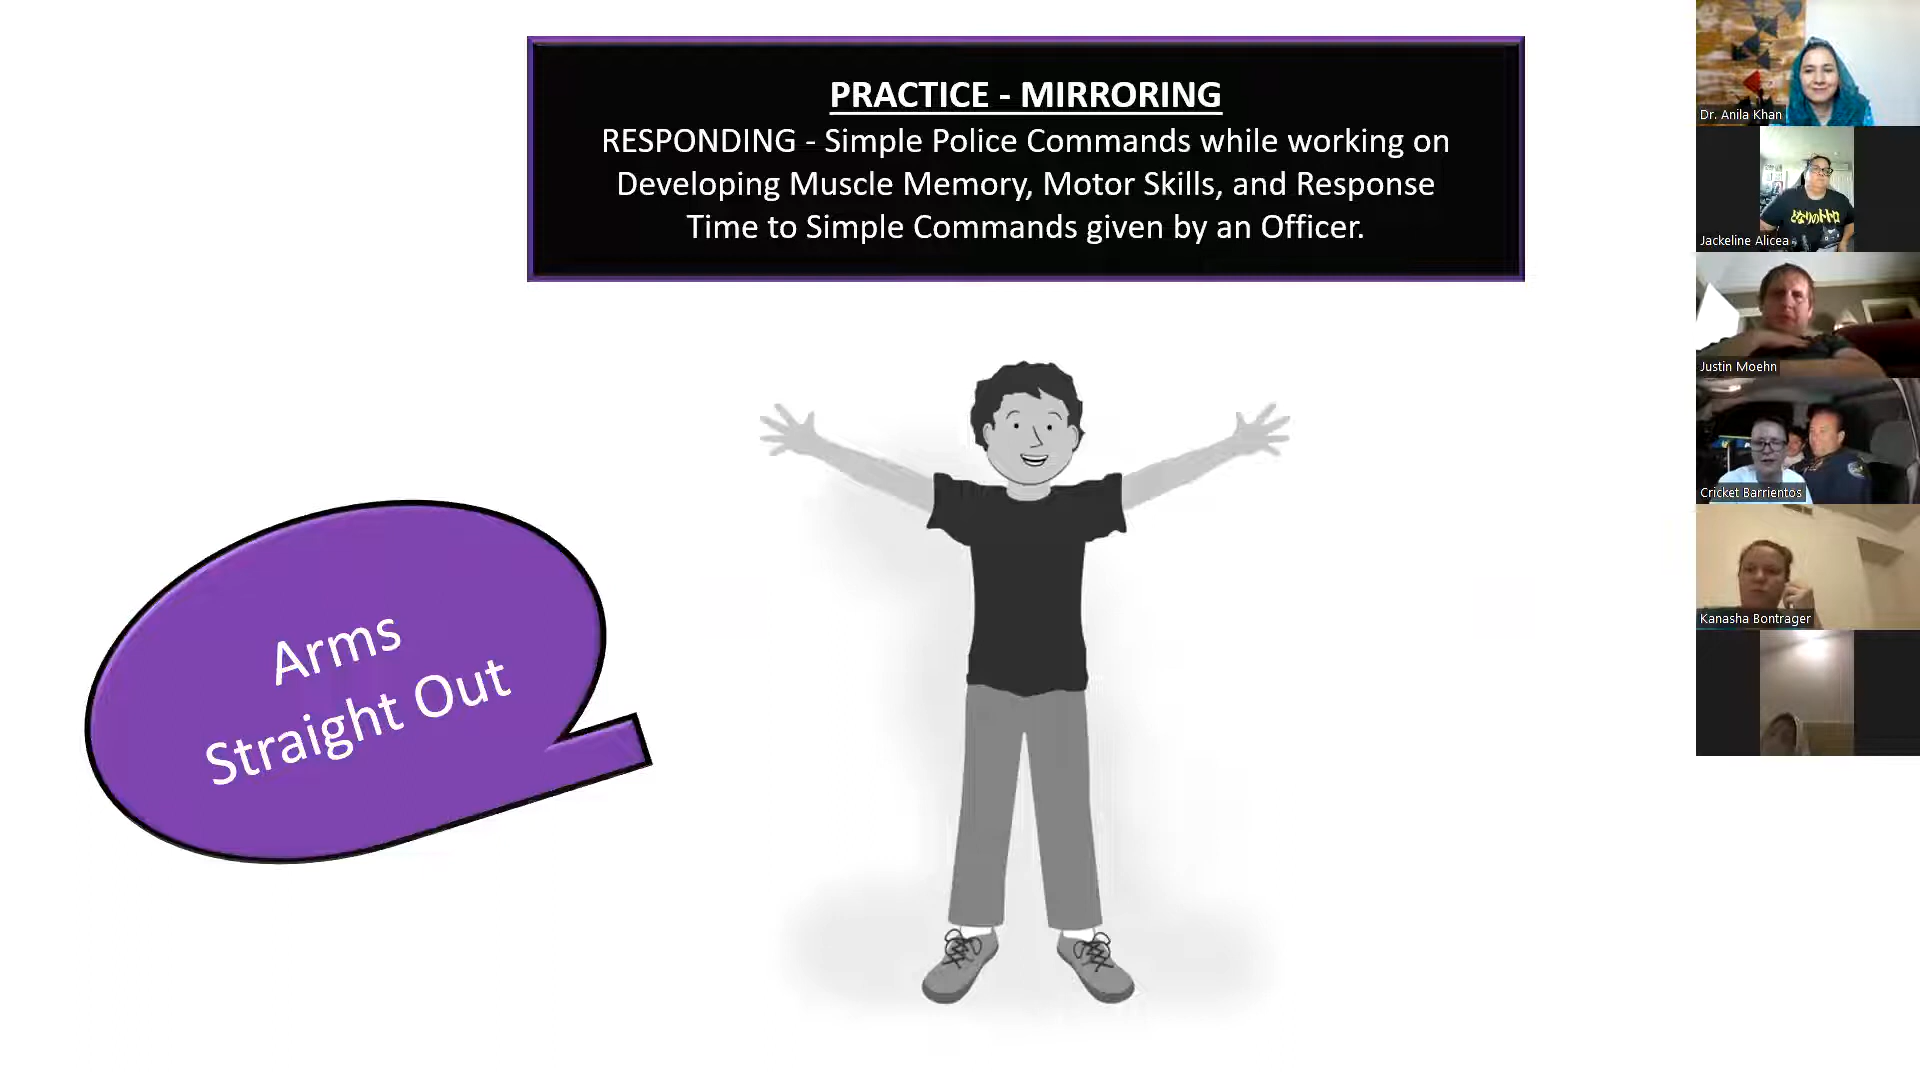 PRACTICE - MIRRORING
RESPONDING - Simple Police Commands while working on
Developing Muscle Memory, Motor Skills, and Response
Time to Simple Commands given by an Officer.
Arms
Straight Out
Dr. Anila Khan
Jackeline Alicea
Justin Moehn
Cricket Barrientos
Kanasha Bontrager